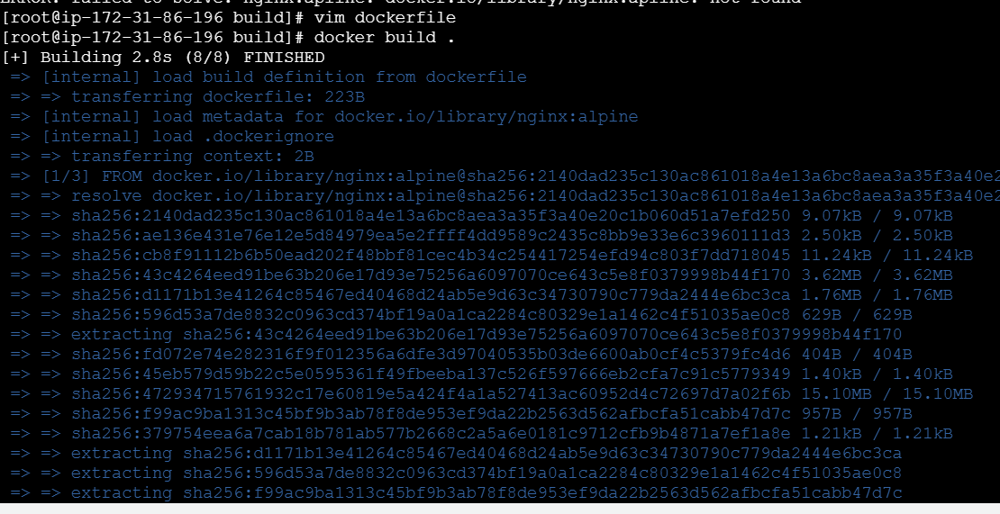 ERROR: failed to solve: nginx:apline: docker.io/library/nginx:apline: not found
[root@ip-172-31-86-196 build]# vim dockerfile
[root@ip-172-31-86-196 build]# docker build .
[+] Building 2.8s (8/8) FINISHED
=> [internal] load build definition from dockerfile
=> => transferring dockerfile: 223B
=> [internal] load metadata for docker.io/library/nginx:alpine
=> [internal] load .dockerignore
=> => transferring context: 2B
=> [1/3] FROM docker.io/library/nginx:alpine@sha256:2140dad235c130ac861018a4e13a6bc8aea3a35f3a40e2
=> => resolve docker.io/library/nginx:alpine@sha256:2140dad235c130ac861018a4e13a6bc8aea3a35f3a40e2
=> => sha256:2140dad235c130ac861018a4e13a6bc8aea3a35f3a40e20c1b060d51a7efd250 9.07kB / 9.07kB
=> => sha256:ae136e431e76e12e5d84979ea5e2ffff4dd9589c2435c8bb9e33e6c3960111d3 2.50kB / 2.50kB
=> => sha256:cb8f91112b6b50ead202f48bbf81cec4b34c254417254efd94c803f7dd718045 11.24kB / 11.24kB
=> => sha256:43c4264eed91be63b206e17d93e75256a6097070ce643c5e8f0379998b44f170 3.62MB / 3.62MB
=> => sha256:d1171b13e41264c85467ed40468d24ab5e9d63c34730790c779da2444e6bc3ca 1.76MB / 1.76MB
=> => sha256:596d53a7de8832c0963cd374bf19a0a1ca2284c80329e1a1462c4f51035ae0c8 629B / 629B
=> => extracting sha256:43c4264eed91be63b206e17d93e75256a6097070ce643c5e8f0379998b44f170
=> => sha256:fd072e74e282316f9f012356a6dfe3d97040535b03de6600ab0cf4c5379fc4d6 404B / 404B
=> => sha256:45eb579d59b22c5e0595361f49fbeeba137c526f597666eb2cfa7c91c5779349 1.40kB / 1.40kB
=> => sha256:472934715761932c17e60819e5a424f4a1a527413ac60952d4c72697d7a02f6b 15.10MB / 15.10MB
=> => sha256:f99ac9ba1313c45bf9b3ab78f8de953ef9da22b2563d562afbcfa51cabb47d7c 957B / 957B
=> => sha256:379754eea6a7cab18b781ab577b2668c2a5a6e0181c9712cfb9b4871a7ef1a8e 1.21kB / 1.21kB
=> => extracting sha256:d1171b13e41264c85467ed40468d24ab5e9d63c34730790c779da2444e6bc3ca
=> => extracting sha256:596d53a7de8832c0963cd374bf19a0a1ca2284c80329e1a1462c4f51035ae0c8
=> => extracting sha256:f99ac9ba1313c45bf9b3ab78f8de953ef9da22b2563d562afbcfa51cabb47d7c